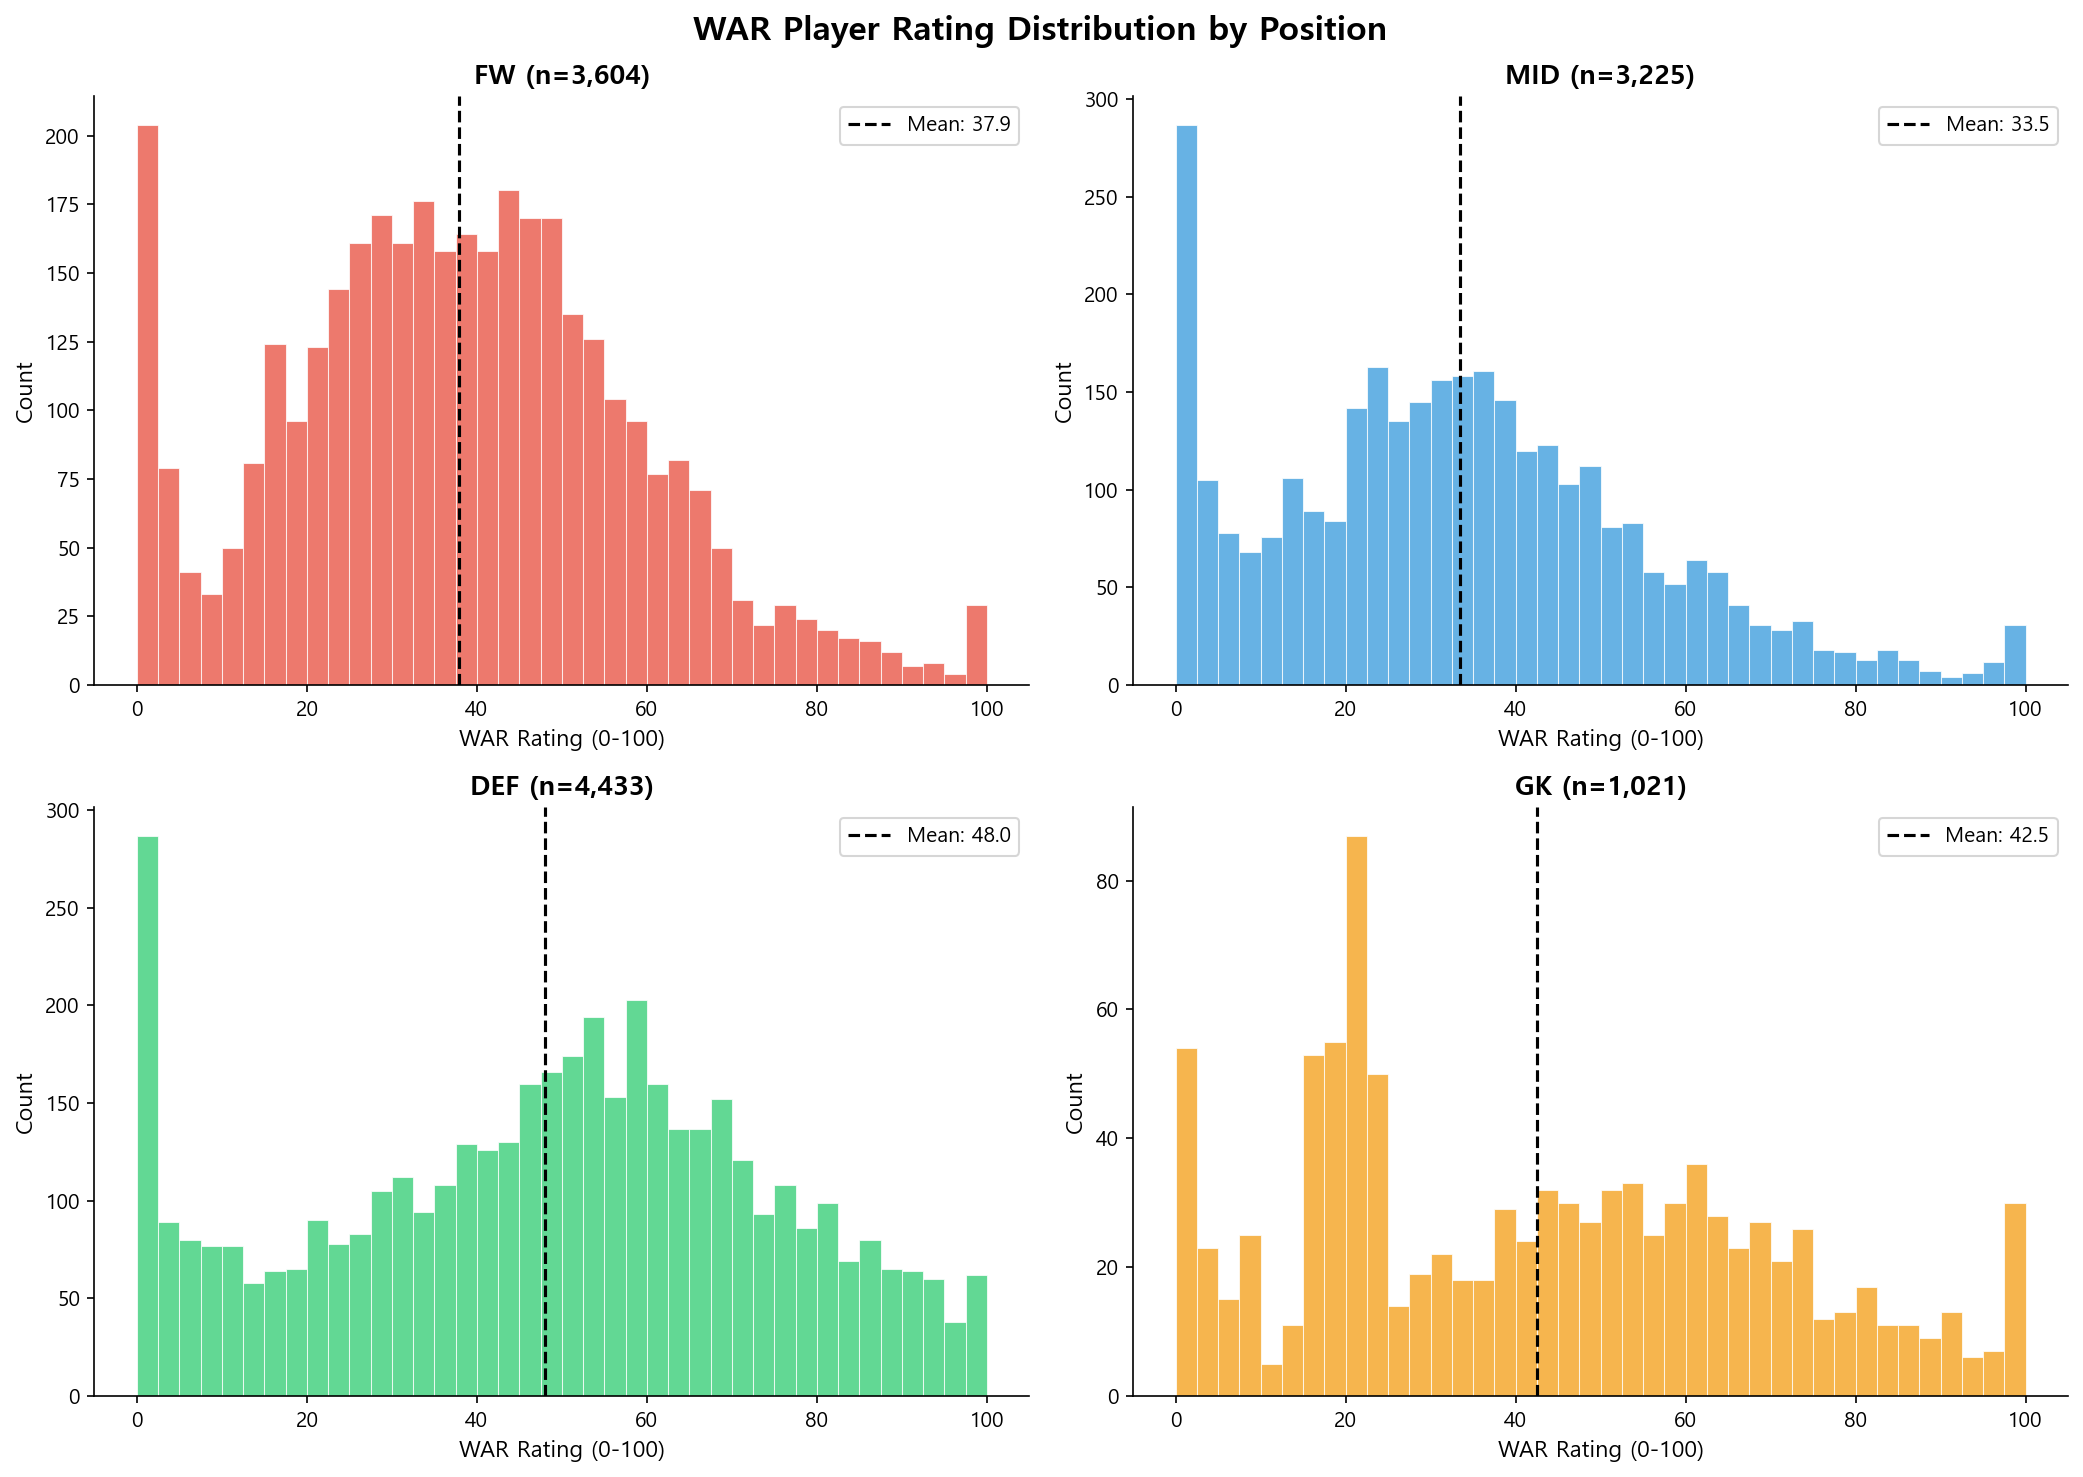 WAR Player Rating Distribution by Position
FW (n=3,604)
Mean: 37.9
200
175
150
125
100
75
50
25
0
Count
0 20 40 60 80 100
WAR Rating (0-100)
MID (n=3,225)
Mean: 33.5
300
250
200
150
100
50
0
Count
0 20 40 60 80 100
WAR Rating (0-100)
DEF (n=4,433)
Mean: 48.0
300
250
200
150
100
50
0
Count
0 20 40 60 80 100
WAR Rating (0-100)
GK (n=1,021)
Mean: 42.5
80
60
40
20
0
Count
0 20 40 60 80 100
WAR Rating (0-100)